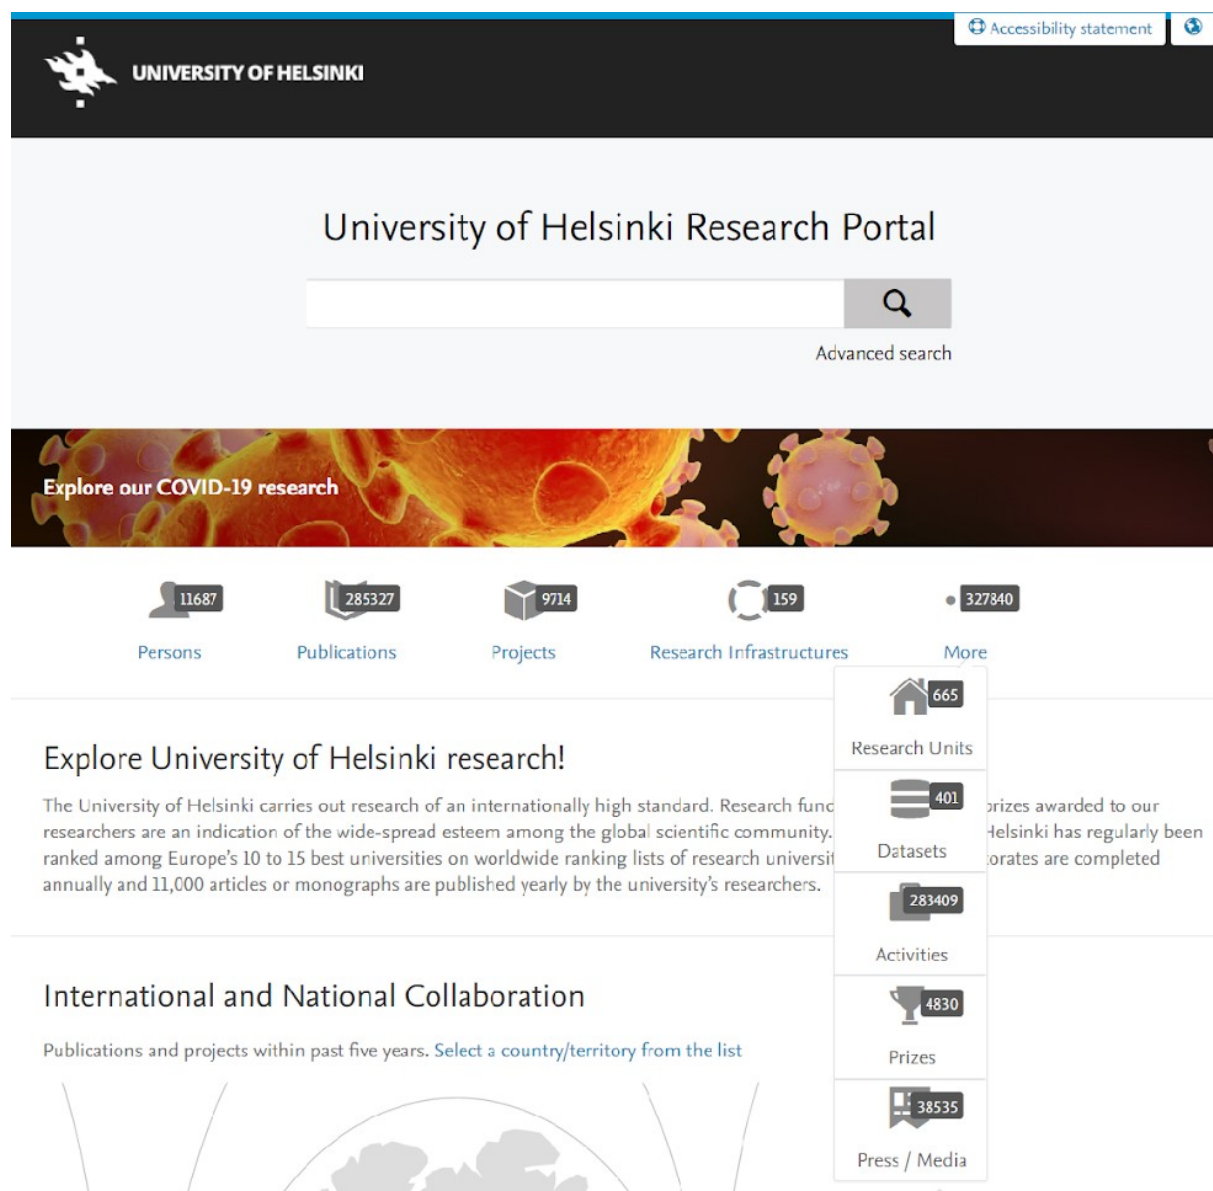 Accessibility statement
UNIVERSITY OF HELSINKI
University of Helsinki Research Portal
Advanced search
Explore our COVID-19 research
11687
285327
9714
159
327840
Persons
Publications
Projects
Research Infrastructures
More
665
Research Units
401
Datasets
283409
Activities
4830
Prizes
38535
Press / Media
Explore University of Helsinki research!
The University of Helsinki carries out research of an internationally high standard. Research fund prizes awarded to our
researchers are an indication of the wide-spread esteem among the global scientific community. Helsinki has regularly been
ranked among Europe's 10 to 15 best universities on worldwide ranking lists of research universit orates are completed
annually and 11,000 articles or monographs are published yearly by the university's researchers.
International and National Collaboration
Publications and projects within past five years. Select a country/territory from the list